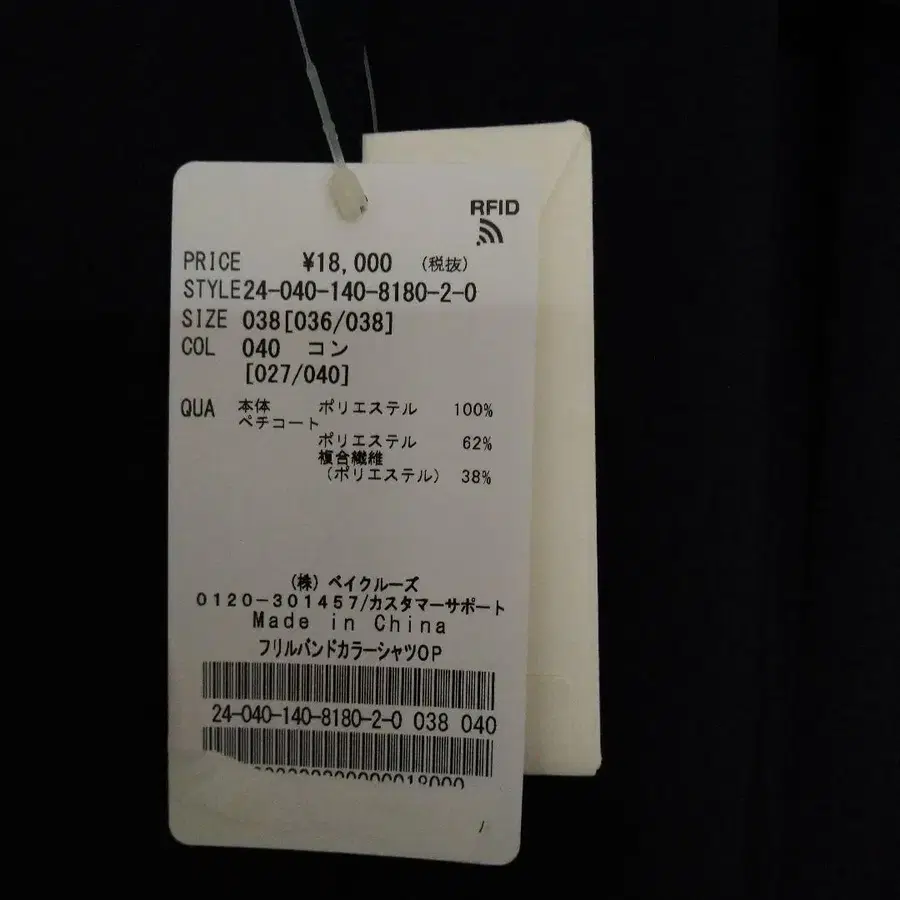 RFID
PRICE ¥18,000 (税抜)
STYLE24-040-140-8180-2-0
SIZE 038[036/038]
COL 040 コン
[027/040]
QUA 本体 ポリエステル 100%
ペチコート
ポリエステル 62%
複合繊維
(ポリエステル) 38%
(株)ベイクルーズ
0120-301457/カスタマーサポート
Made in China
フリルバンドカラーシャツOP
24-040-140-8180-2-0 038 040